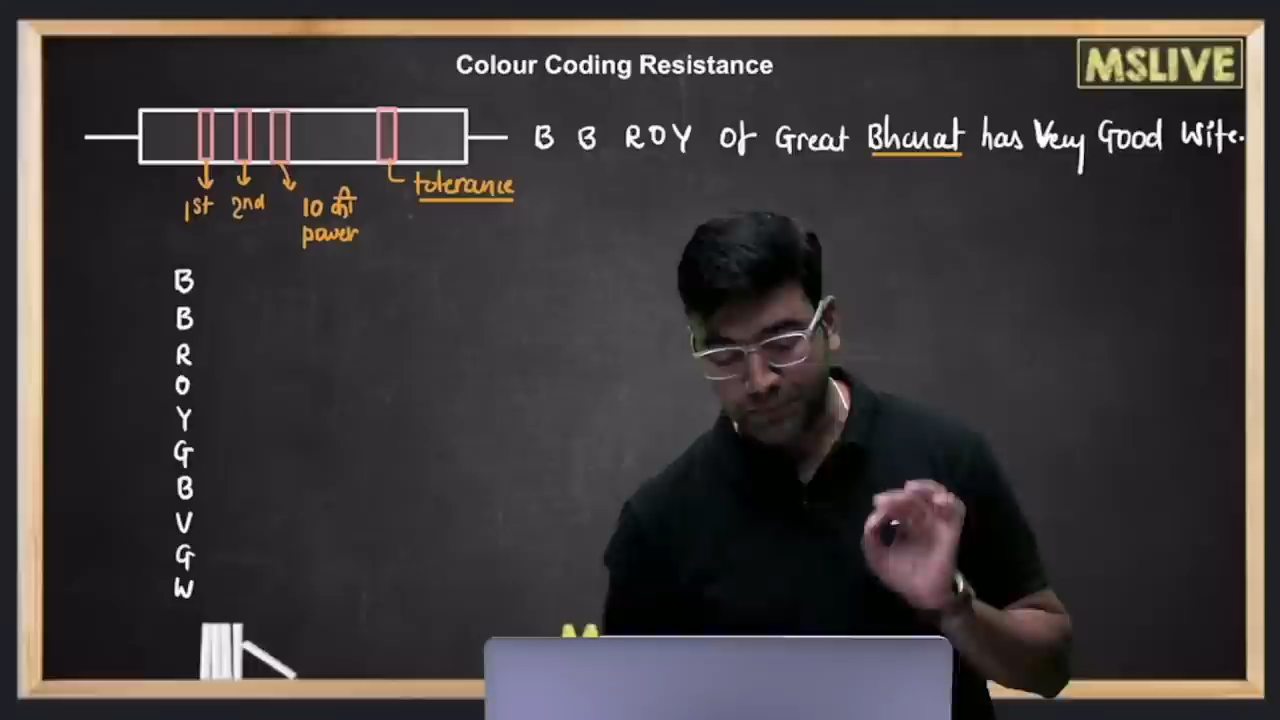 Colour Coding Resistance
MSLIVE
B B ROY Of Great Bharat has Very Good Wife.
tolerance
1st 2nd 10 की
power
B
B
R
O
Y
G
B
V
G
W